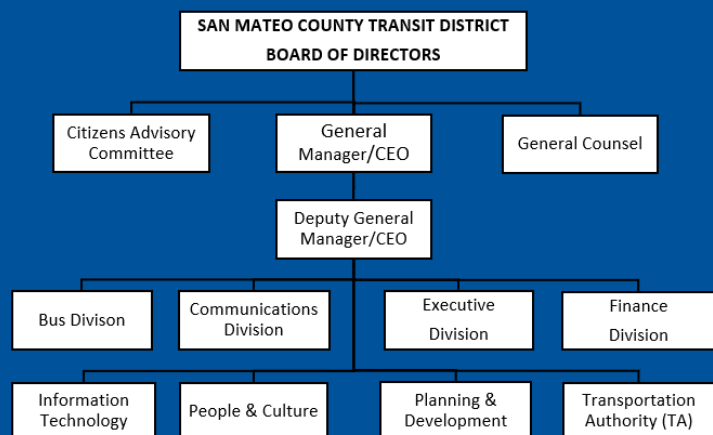 SAN MATEO COUNTY TRANSIT DISTRICT
BOARD OF DIRECTORS
Citizens Advisory
Committee
General
Manager/CEO
General Counsel
Deputy General
Manager/CEO
Bus Divison
Communications
Division
Executive
Division
Finance
Division
Information
Technology
People & Culture
Planning &
Development
Transportation
Authority (TA)